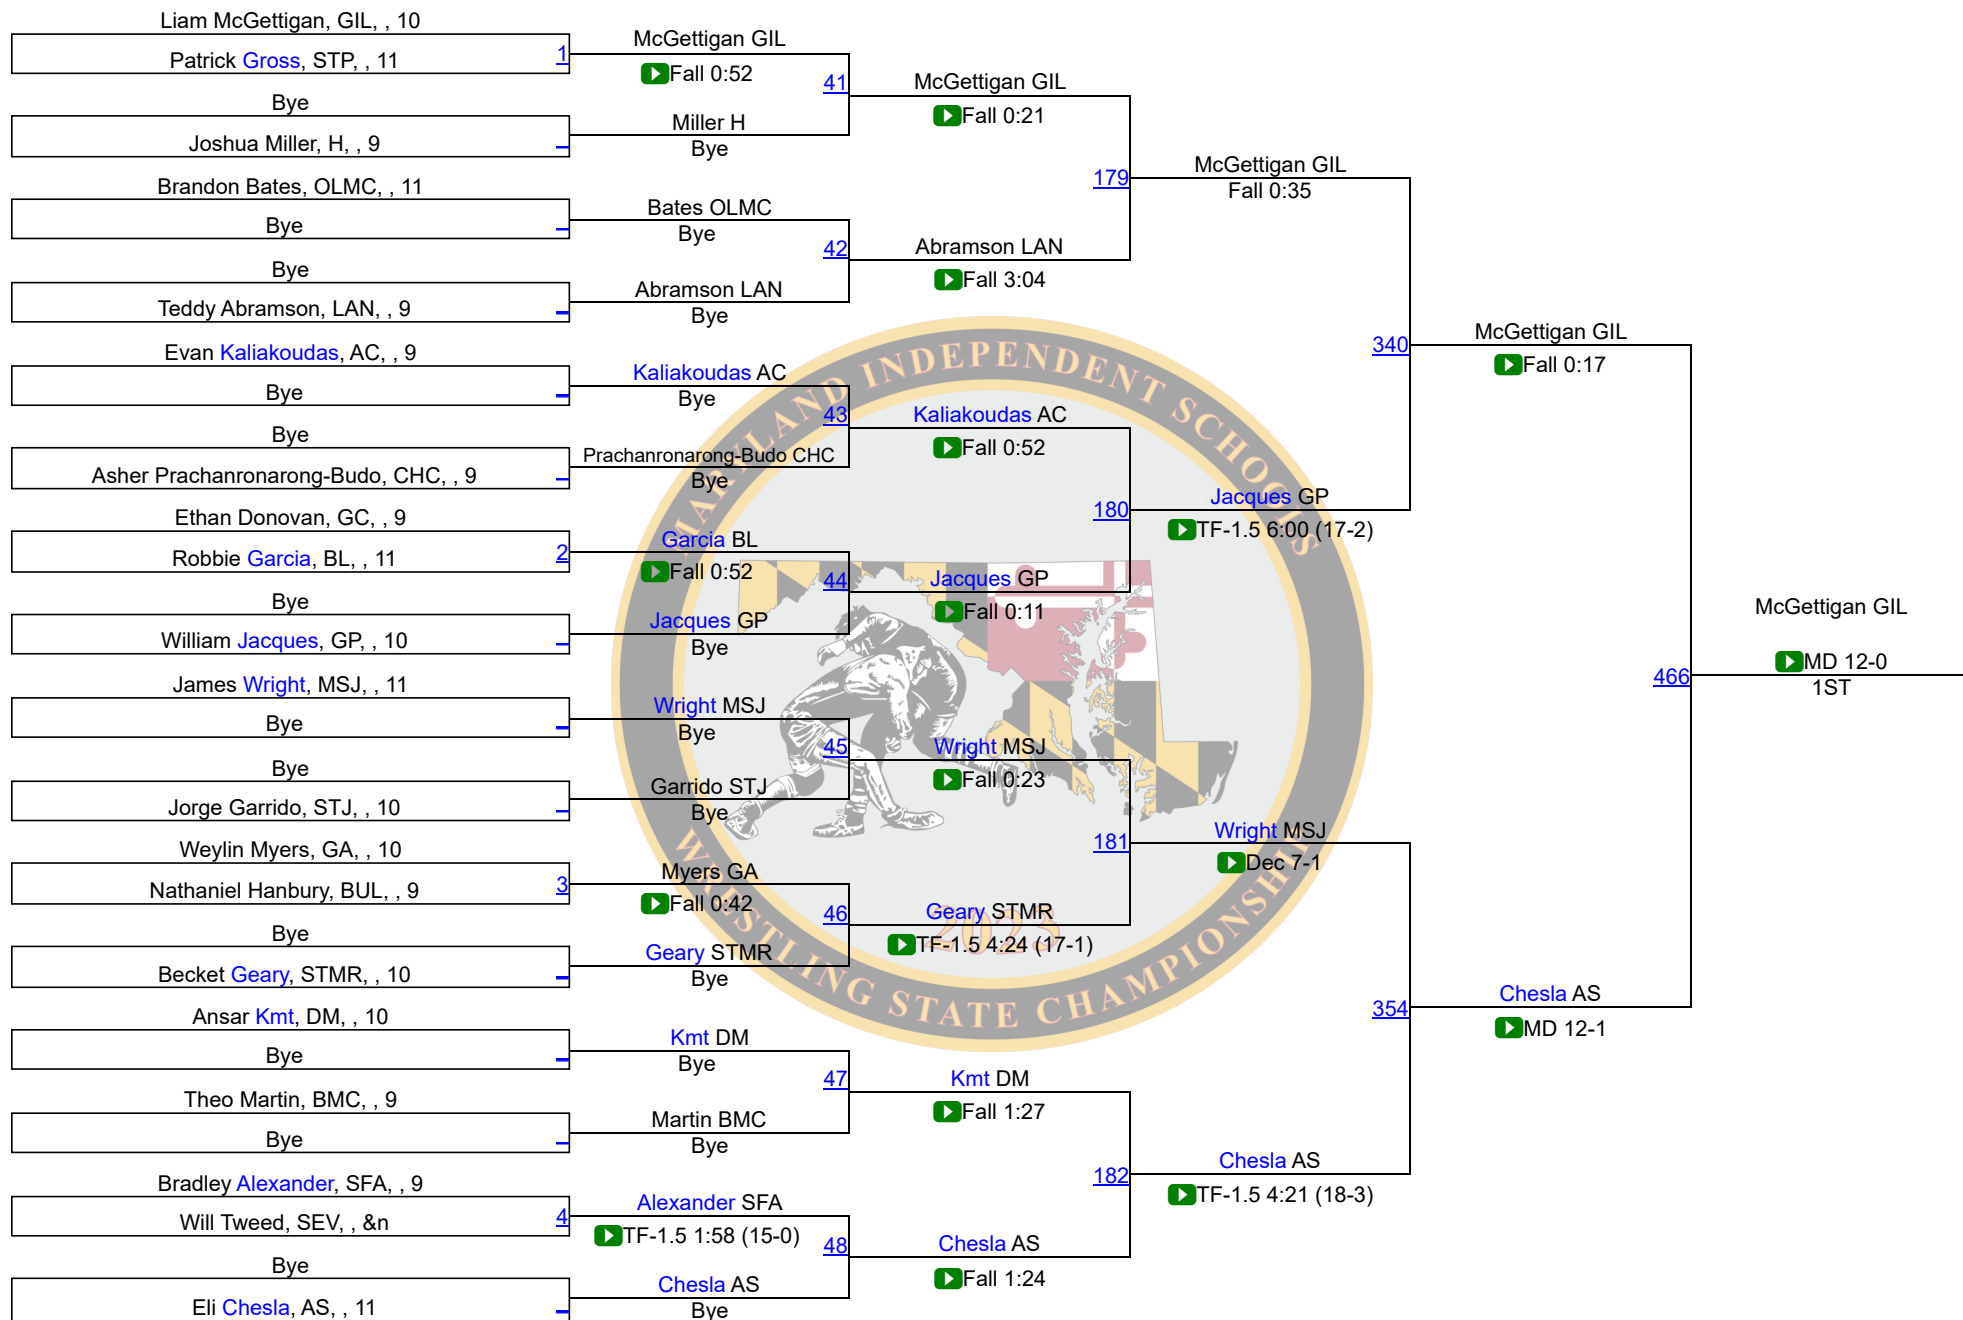 Liam McGettigan, GIL, , 10
Patrick Gross, STP, , 11
1
Bye
Joshua Miller, H, , 9
Brandon Bates, OLMC, , 11
Bye
Bye
Teddy Abramson, LAN, , 9
Evan Kaliakoudas, AC, , 9
Bye
Bye
Asher Prachanronarong-Budo, CHC, , 9
Ethan Donovan, GC, , 9
Robbie Garcia, BL, , 11
2
Bye
William Jacques, GP, , 10
James Wright, MSJ, , 11
Bye
Bye
Jorge Garrido, STJ, , 10
Weylin Myers, GA, , 10
Nathaniel Hanbury, BUL, , 9
3
Bye
Becket Geary, STMR, , 10
Ansar Kmt, DM, , 10
Bye
Theo Martin, BMC, , 9
Bye
Bradley Alexander, SFA, , 9
Will Tweed, SEV, , &n
4
Bye
Eli Chesla, AS, , 11
McGettigan GIL
Fall 0:52
41
Miller H
Bye
Bates OLMC
Bye
42
Abramson LAN
Bye
Kaliakoudas AC
Bye
43
Prachanronarong-Budo CHC
Bye
Garcia BL
Fall 0:52
44
Jacques GP
Bye
Wright MSJ
Bye
45
Garrido STJ
Bye
Myers GA
Fall 0:42
46
Geary STMR
Bye
Kmt DM
Bye
47
Martin BMC
Bye
Alexander SFA
TF-1.5 1:58 (15-0)
48
Chesla AS
Bye
McGettigan GIL
Fall 0:21
179
Abramson LAN
Fall 3:04
Kaliakoudas AC
Fall 0:52
180
Jacques GP
Fall 0:11
Wright MSJ
Fall 0:23
181
Geary STMR
TF-1.5 4:24 (17-1)
Kmt DM
Fall 1:27
182
Chesla AS
Fall 1:24
McGettigan GIL
Fall 0:35
340
Jacques GP
TF-1.5 6:00 (17-2)
Wright MSJ
Dec 7-1
354
Chesla AS
TF-1.5 4:21 (18-3)
McGettigan GIL
Fall 0:17
466
Chesla AS
MD 12-1
McGettigan GIL
MD 12-0
1ST
MARYLAND INDEPENDENT SCHOOLS
WRESTLING STATE CHAMPIONSHIP
2023